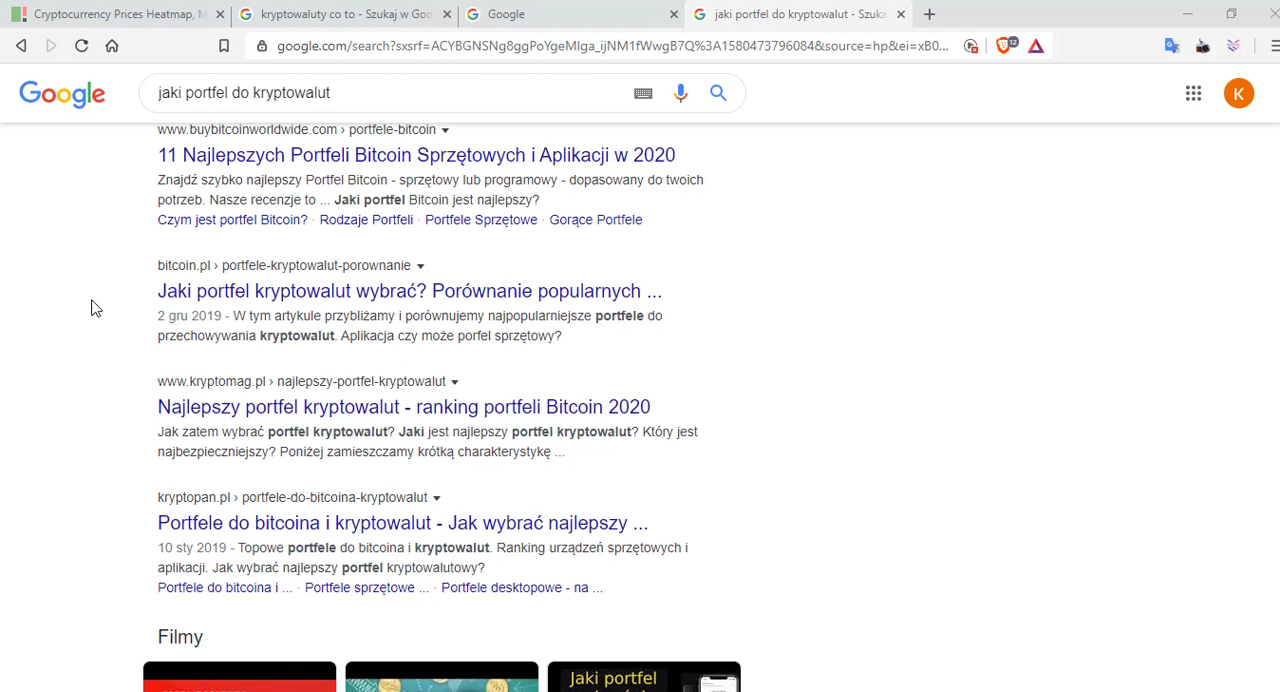 Cryptocurrency Prices Heatmap, M
kryptowaluty co to - Szukaj w Goo
Google
jaki portfel do kryptowalut - Szuka
google.com/search?sxsrf=ACYBGNSNg8ggPoYgeMIga_ijNM1fWwgB7Q%3A1580473796084&source=hp&ei=xB0...
12
Google
jaki portfel do kryptowalut
K
www.buybitcoinworldwide.com › portfele-bitcoin
11 Najlepszych Portfeli Bitcoin Sprzętowych i Aplikacji w 2020
Znajdź szybko najlepszy Portfel Bitcoin - sprzętowy lub programowy - dopasowany do twoich
potrzeb. Nasze recenzje to ... Jaki portfel Bitcoin jest najlepszy?
Czym jest portfel Bitcoin? · Rodzaje Portfeli · Portfele Sprzętowe · Gorące Portfele
bitcoin.pl › portfele-kryptowalut-porownanie
Jaki portfel kryptowalut wybrać? Porównanie popularnych ...
2 gru 2019 - W tym artykule przybliżamy i porównujemy najpopularniejsze portfele do
przechowywania kryptowalut. Aplikacja czy może porfel sprzętowy?
www.kryptomag.pl › najlepszy-portfel-kryptowalut
Najlepszy portfel kryptowalut - ranking portfeli Bitcoin 2020
Jak zatem wybrać portfel kryptowalut? Jaki jest najlepszy portfel kryptowalut? Który jest
najbezpieczniejszy? Poniżej zamieszczamy krótką charakterystykę ...
kryptopan.pl › portfele-do-bitcoina-kryptowalut
Portfele do bitcoina i kryptowalut - Jak wybrać najlepszy ...
10 sty 2019 - Topowe portfele do bitcoina i kryptowalut. Ranking urządzeń sprzętowych i
aplikacji. Jak wybrać najlepszy portfel kryptowalutowy?
Portfele do bitcoina i ... · Portfele sprzętowe ... · Portfele desktopowe - na ...
Filmy
Jaki portfel